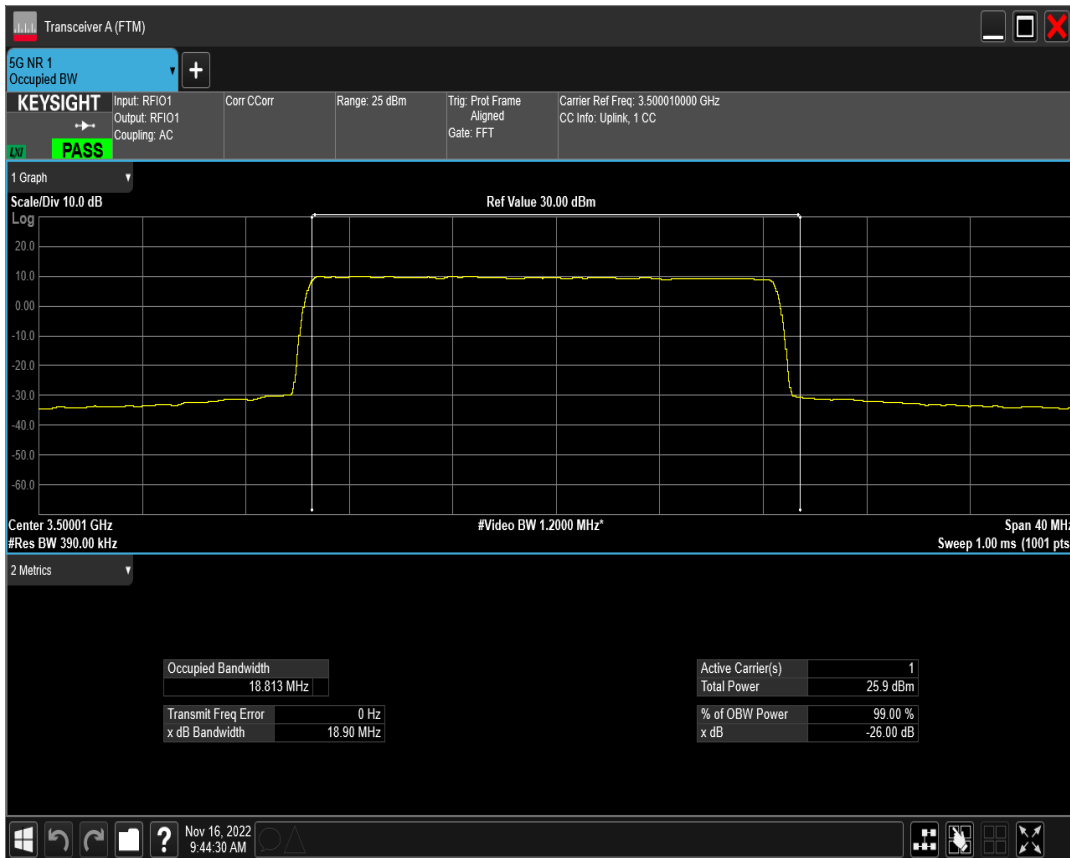 Transceiver A (FTM)
5G NR 1
Occupied BW
+
KEYSIGHT
LXI
PASS
Input: RFIO1
Output: RFIO1
Coupling: AC
Corr CCorr
Range: 25 dBm
Trig: Prot Frame
Aligned
Gate: FFT
Carrier Ref Freq: 3.500010000 GHz
CC Info: Uplink, 1 CC
1 Graph
Scale/Div 10.0 dB
Ref Value 30.00 dBm
Log
20.0
10.0
0.00
-10.0
-20.0
-30.0
-40.0
-50.0
-60.0
Center 3.50001 GHz
#Video BW 1.2000 MHz*
Span 40 MHz
#Res BW 390.00 kHz
Sweep 1.00 ms (1001 pts
2 Metrics
Occupied Bandwidth
18.813 MHz
Transmit Freq Error 0 Hz
x dB Bandwidth 18.90 MHz
Active Carrier(s) 1
Total Power 25.9 dBm
% of OBW Power 99.00 %
x dB -26.00 dB
?
Nov 16, 2022
9:44:30 AM